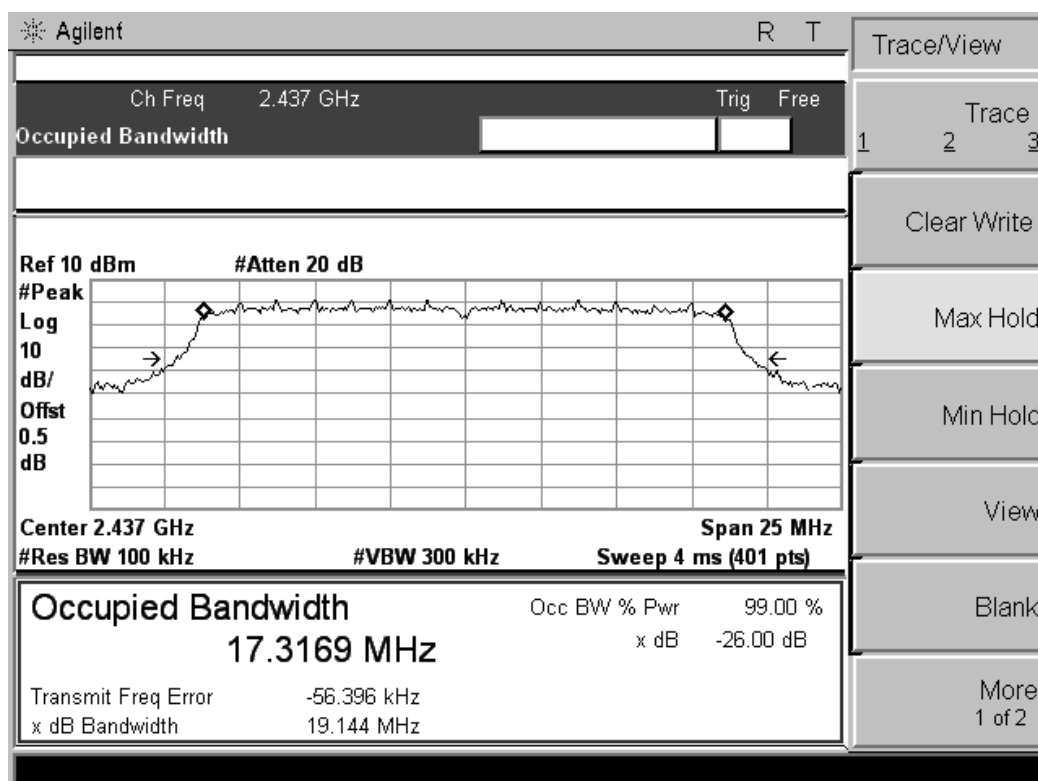 Agilent R T
Trace/View
Ch Freq 2.437 GHz Trig Free
Occupied Bandwidth
Trace
1 2 3
Clear Write
Max Hold
Min Hold
View
Blank
More
1 of 2
Ref 10 dBm #Atten 20 dB
#Peak
Log
10
dB/
Offst
0.5
dB
Center 2.437 GHz Span 25 MHz
#Res BW 100 kHz #VBW 300 kHz Sweep 4 ms (401 pts)
Occupied Bandwidth
17.3169 MHz
Occ BW % Pwr 99.00 %
x dB -26.00 dB
Transmit Freq Error -56.396 kHz
x dB Bandwidth 19.144 MHz